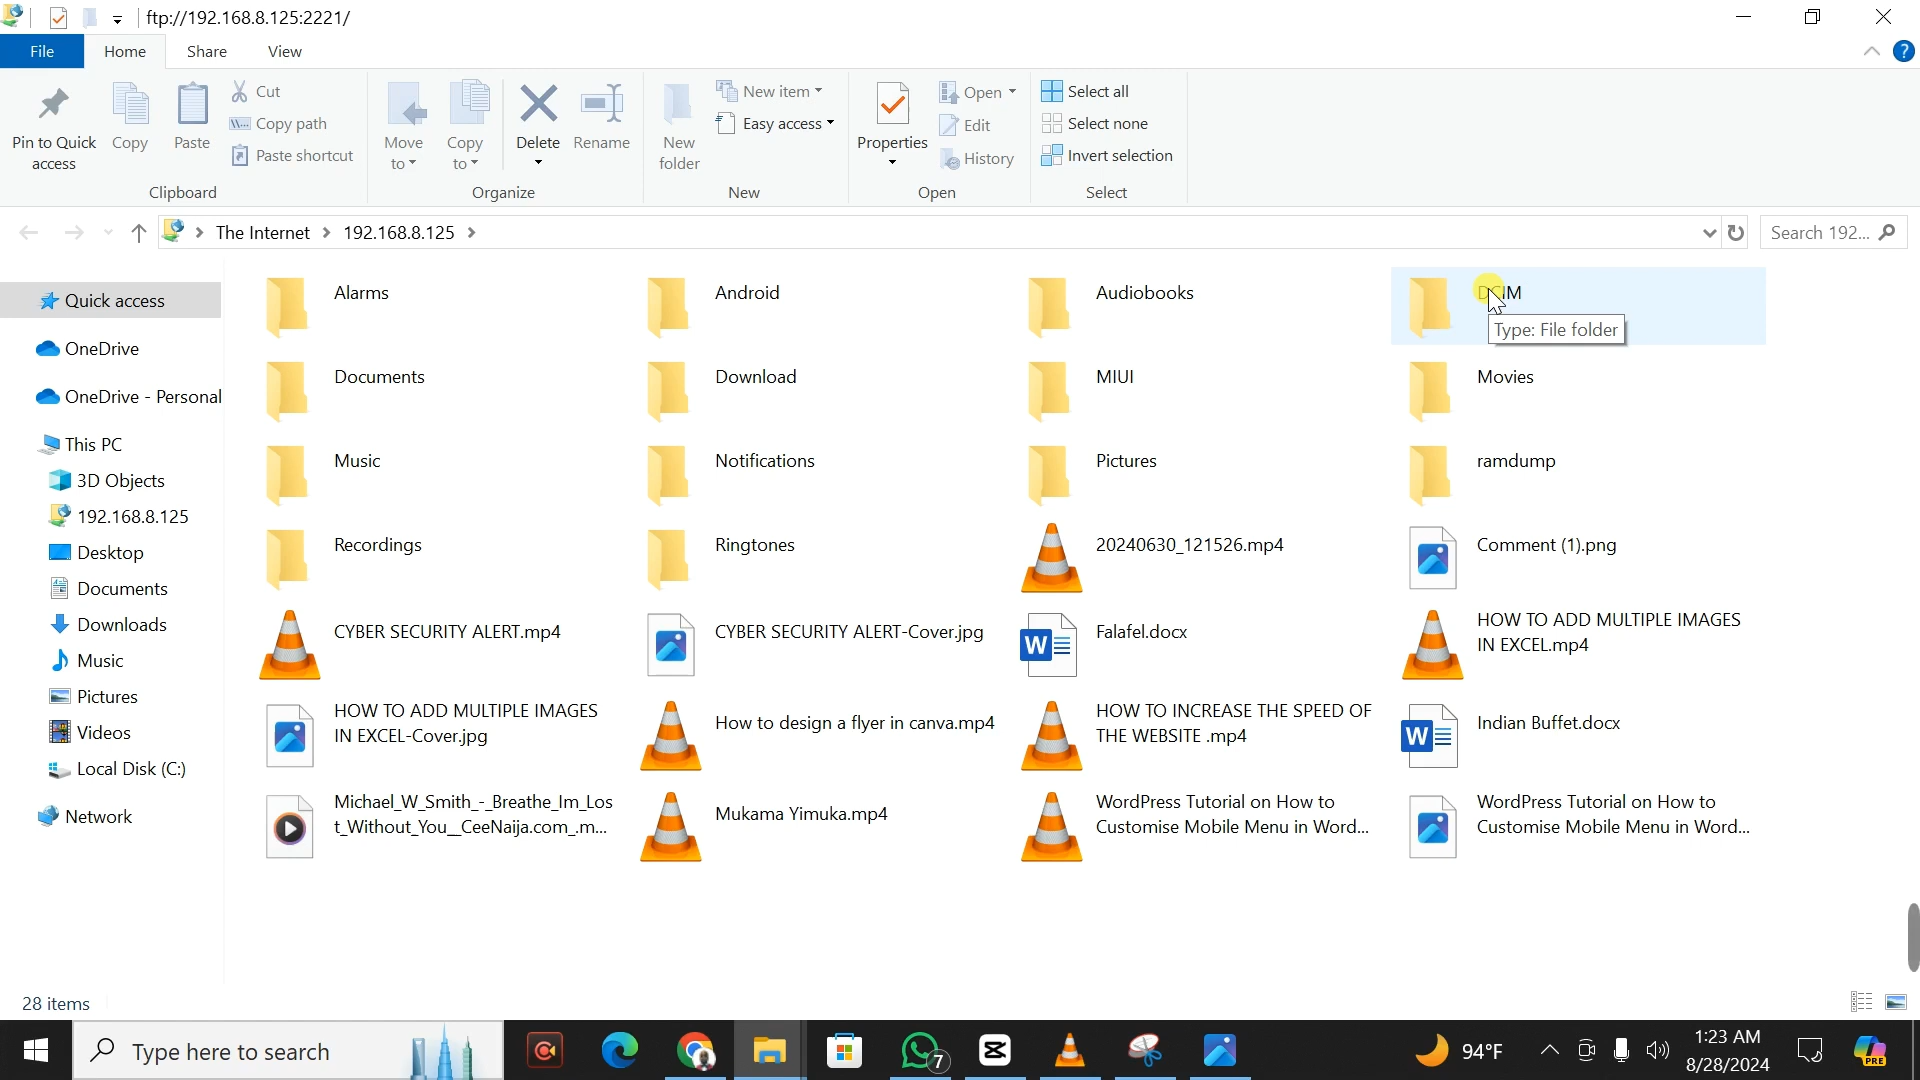 ftp://192.168.8.125:2221/
File Home Share View
Pin to Quick access
Copy
Paste
Cut
Copy path
Paste shortcut
Clipboard
Move to
Copy to
Delete
Rename
Organize
New folder
New item
Easy access
New
Properties
Open
Edit
History
Open
Select all
Select none
Invert selection
Select
The Internet 192.168.8.125
Search 192...
Quick access
OneDrive
OneDrive - Personal
This PC
3D Objects
192.168.8.125
Desktop
Documents
Downloads
Music
Pictures
Videos
Local Disk (C:)
Network
Alarms Android Audiobooks DCIM
Type: File folder
Documents Download MIUI Movies
Music Notifications Pictures ramdump
Recordings Ringtones 20240630_121526.mp4 Comment (1).png
CYBER SECURITY ALERT.mp4
CYBER SECURITY ALERT-Cover.jpg
Falafel.docx
HOW TO ADD MULTIPLE IMAGES
IN EXCEL.mp4
HOW TO ADD MULTIPLE IMAGES
IN EXCEL-Cover.jpg
How to design a flyer in canva.mp4
HOW TO INCREASE THE SPEED OF
THE WEBSITE .mp4
Indian Buffet.docx
Michael_W_Smith_-_Breathe_Im_Los
t_Without_You__CeeNaija.com_.m...
Mukama Yimuka.mp4
WordPress Tutorial on How to
Customise Mobile Menu in Word...
WordPress Tutorial on How to
Customise Mobile Menu in Word...
28 items
Type here to search
7
94°F
1:23 AM
8/28/2024
PRE